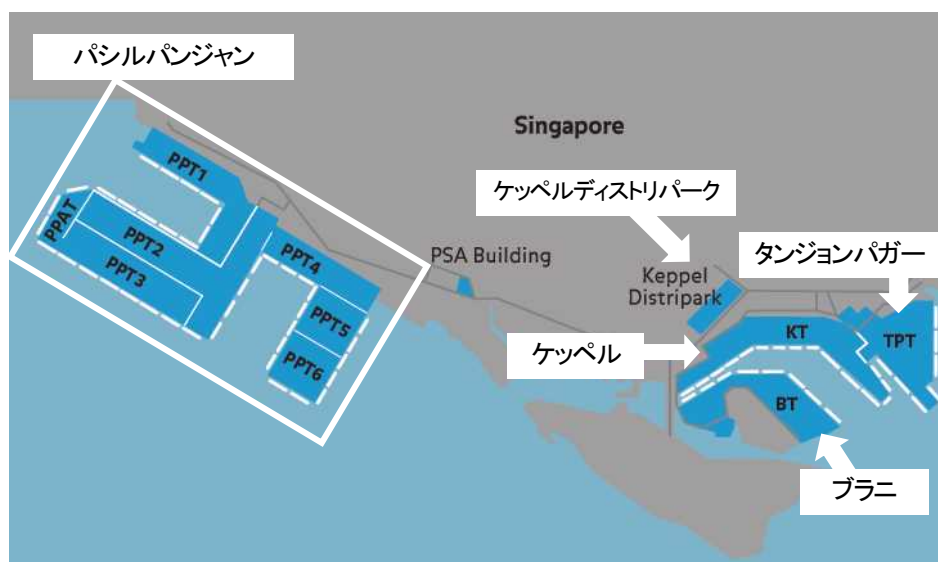 パシルパンジャン
Singapore
PPT1
ケッペルディストリパーク
PPAT
PPT2
PPT3
PPT4
PSA Building
Keppel
Distripark
タンジョンパガー
PPT5
PPT6
ケッペル
KT
TPT
BT
ブラニ